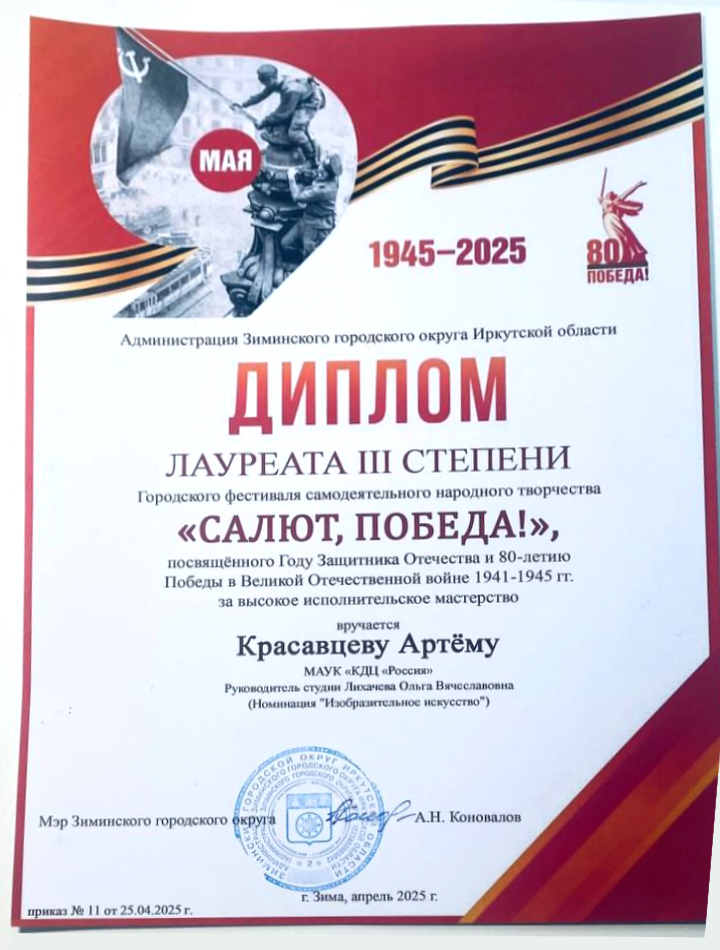 МАЯ
1945–2025
80
ПОБЕДА!
Администрация Зиминского городского округа Иркутской области
ДИПЛОМ
ЛАУРЕАТА III СТЕПЕНИ
Городского фестиваля самодеятельного народного творчества
«САЛЮТ, ПОБЕДА!»,
посвящённого Году Защитника Отечества и 80-летию
Победы в Великой Отечественной войне 1941-1945 гг.
за высокое исполнительское мастерство
вручается
Красавцеву Артёму
МАУК «КДЦ «Россия»
Руководитель студии Лихачева Ольга Вячеславовна
(Номинация "Изобразительное искусство")
Мэр Зиминского городского округа А.Н. Коновалов
г. Зима, апрель 2025 г.
приказ № 11 от 25.04.2025 г.